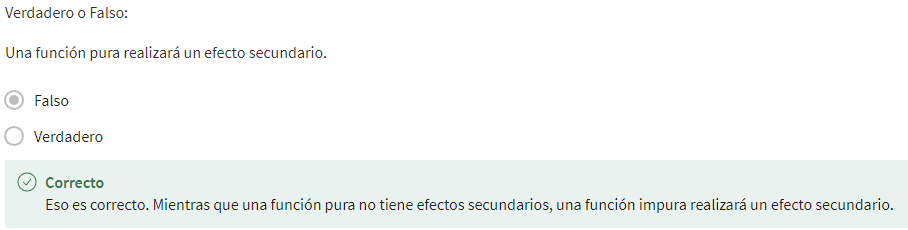 Verdadero o Falso:
Una función pura realizará un efecto secundario.
Falso
Verdadero
Correcto
Eso es correcto. Mientras que una función pura no tiene efectos secundarios, una función impura realizará un efecto secundario.